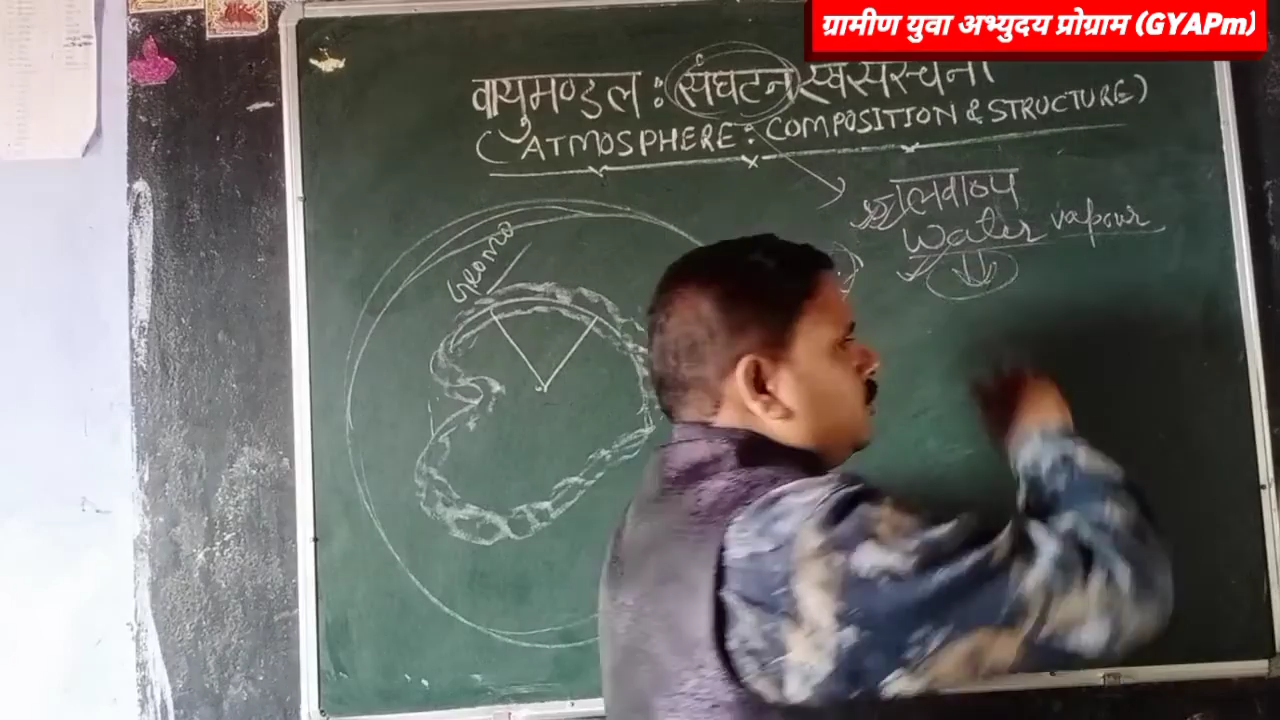 ग्रामीण युवा अभ्युदय प्रोग्राम (GYAPm)
वायुमण्डल : संघटन एवं संरचना
(ATMOSPHERE : COMPOSITION & STRUCTURE)
जलवाष्प
Water vapour